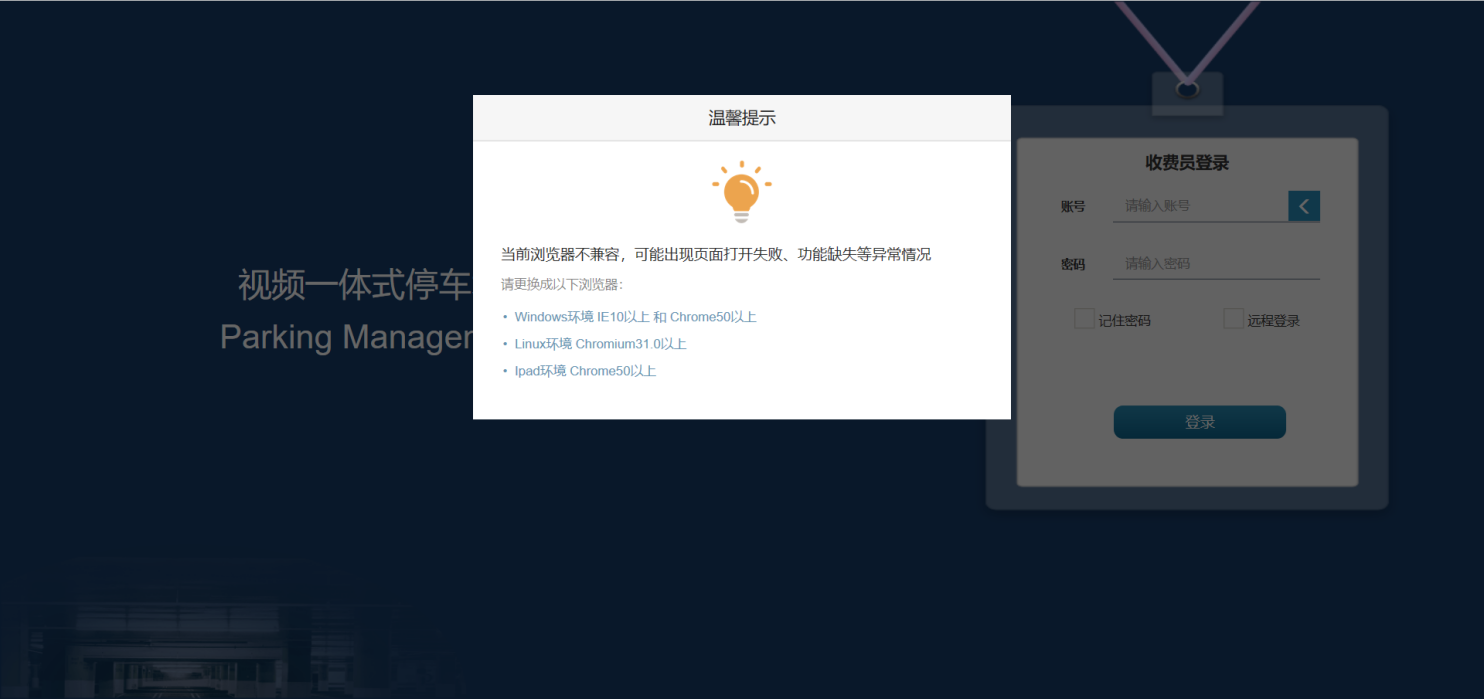 温馨提示
当前浏览器不兼容，可能出现页面打开失败、功能缺失等异常情况
请更换成以下浏览器：
• Windows环境 IE10以上 和 Chrome50以上
• Linux环境 Chromium31.0以上
• Ipad环境 Chrome50以上
视频一体式停车
Parking Manager
收费员登录
账号 请输入账号
密码 请输入密码
记住密码 远程登录
登录